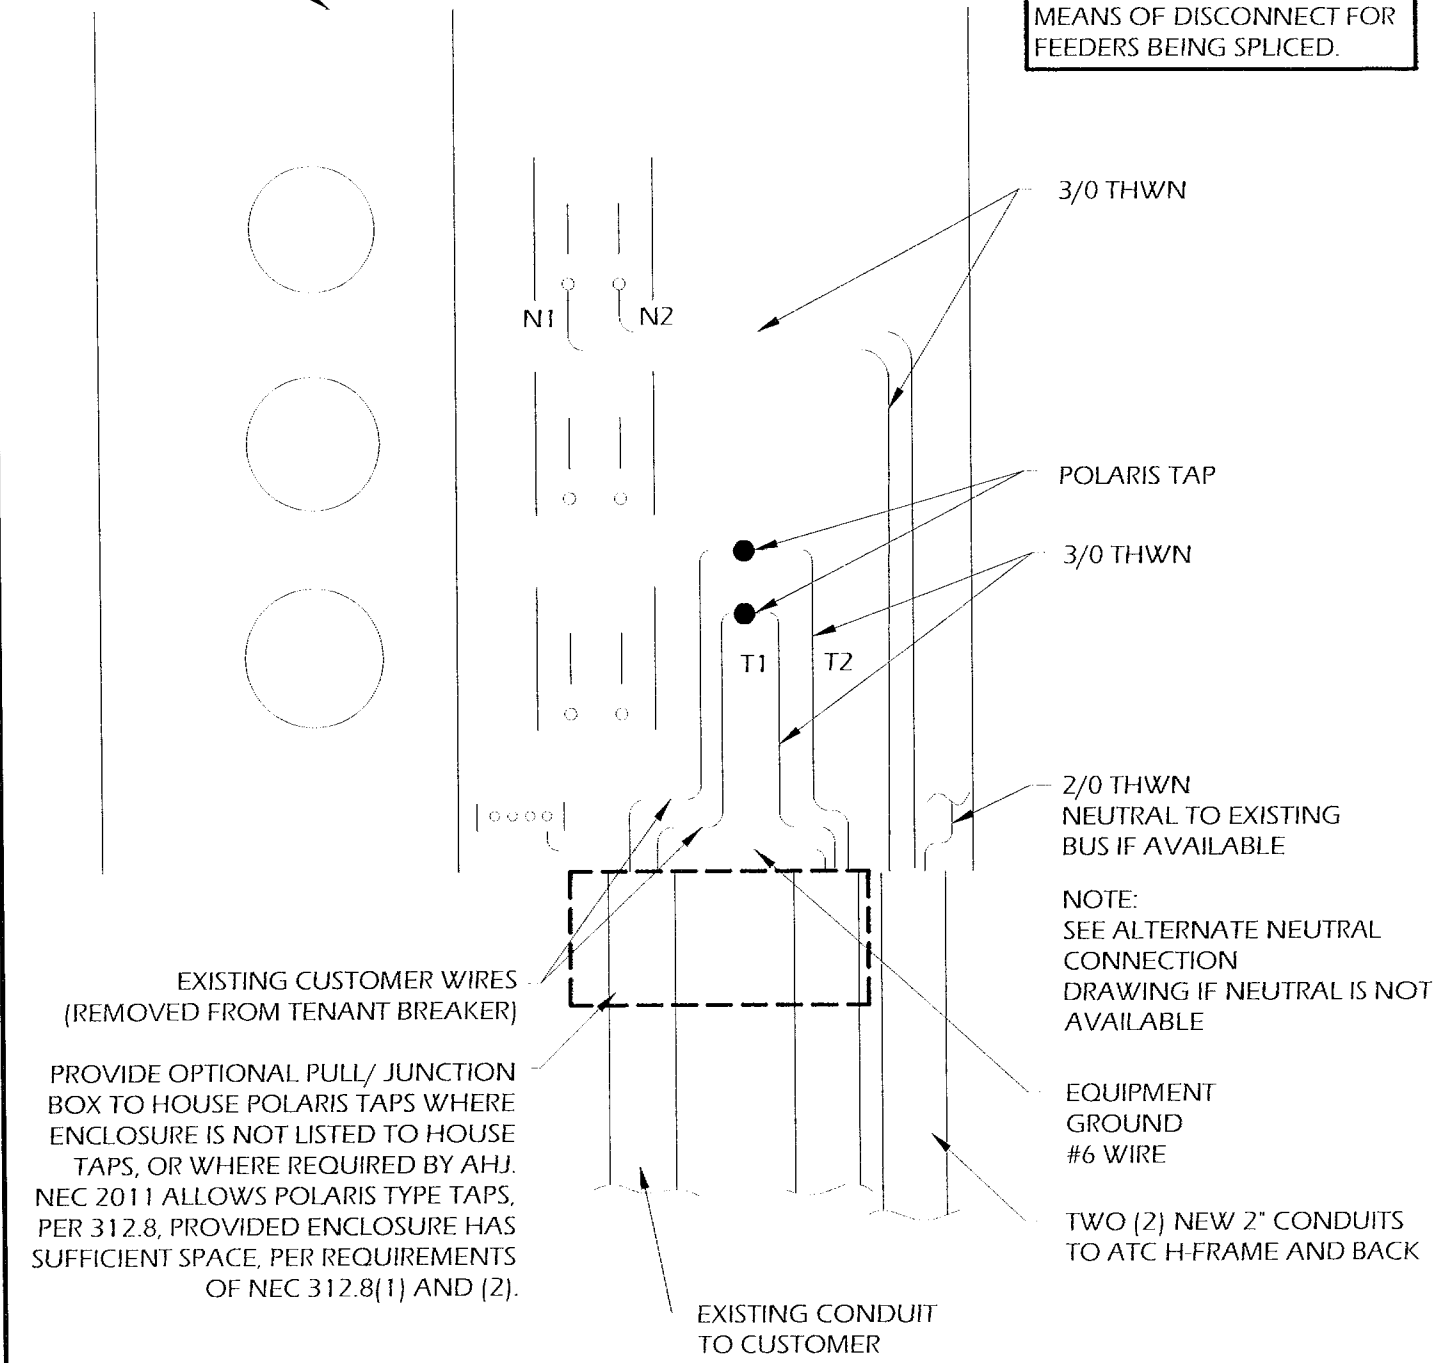 MEANS OF DISCONNECT FOR
FEEDERS BEING SPLICED.
3/0 THWN
N1
N2
POLARIS TAP
3/0 THWN
T1
T2
2/0 THWN
NEUTRAL TO EXISTING
BUS IF AVAILABLE
NOTE:
SEE ALTERNATE NEUTRAL
CONNECTION
DRAWING IF NEUTRAL IS NOT
AVAILABLE
EXISTING CUSTOMER WIRES
(REMOVED FROM TENANT BREAKER)
PROVIDE OPTIONAL PULL/ JUNCTION
BOX TO HOUSE POLARIS TAPS WHERE
ENCLOSURE IS NOT LISTED TO HOUSE
TAPS, OR WHERE REQUIRED BY AHJ.
NEC 2011 ALLOWS POLARIS TYPE TAPS,
PER 312.8, PROVIDED ENCLOSURE HAS
SUFFICIENT SPACE, PER REQUIREMENTS
OF NEC 312.8(1) AND (2).
EQUIPMENT
GROUND
#6 WIRE
TWO (2) NEW 2" CONDUITS
TO ATC H-FRAME AND BACK
EXISTING CONDUIT
TO CUSTOMER